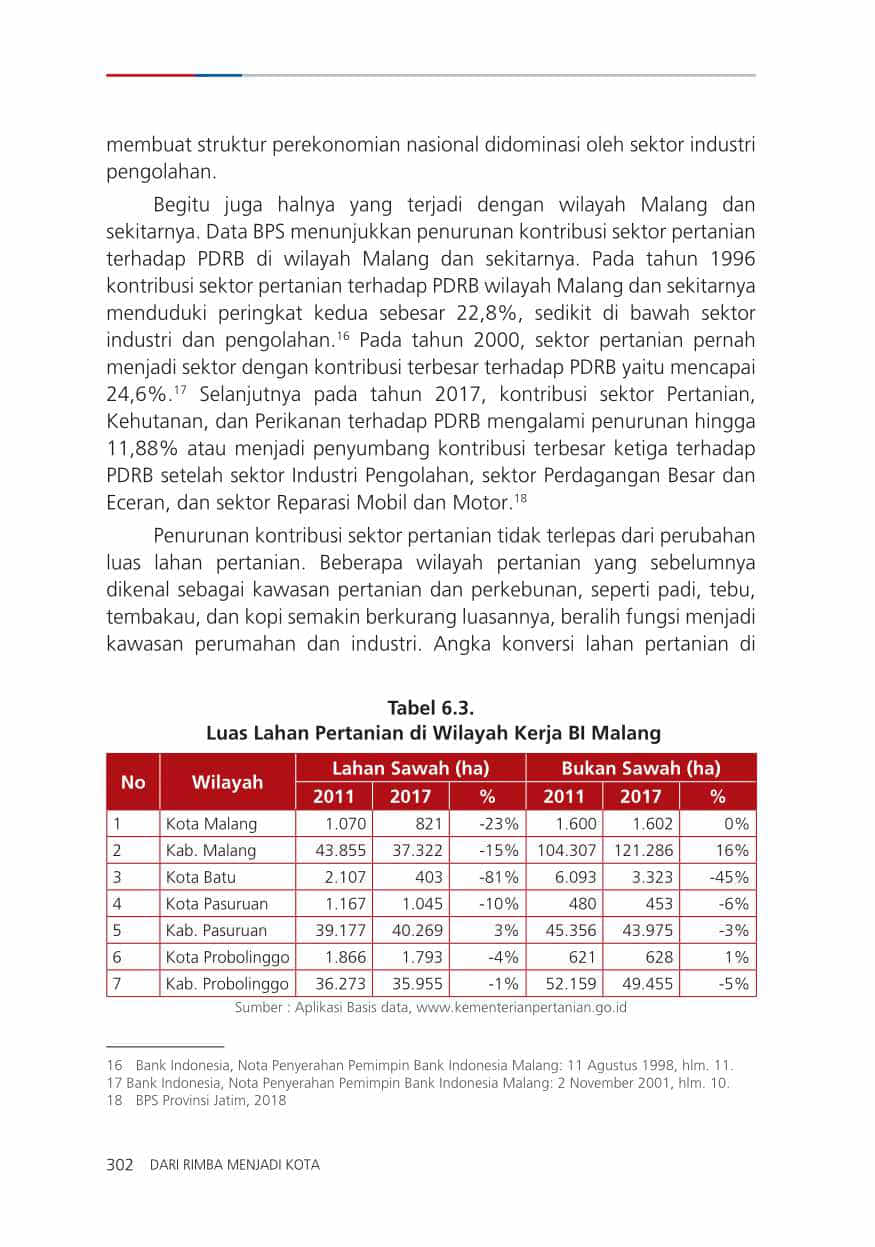 membuat struktur perekonomian nasional didominasi oleh sektor industri
pengolahan.
Begitu juga halnya yang terjadi dengan wilayah Malang dan
sekitarnya. Data BPS menunjukkan penurunan kontribusi sektor pertanian
terhadap PDRB di wilayah Malang dan sekitarnya. Pada tahun 1996
kontribusi sektor pertanian terhadap PDRB wilayah Malang dan sekitarnya
menduduki peringkat kedua sebesar 22,8%, sedikit di bawah sektor
industri dan pengolahan.16 Pada tahun 2000, sektor pertanian pernah
menjadi sektor dengan kontribusi terbesar terhadap PDRB yaitu mencapai
24,6%.17 Selanjutnya pada tahun 2017, kontribusi sektor Pertanian,
Kehutanan, dan Perikanan terhadap PDRB mengalami penurunan hingga
11,88% atau menjadi penyumbang kontribusi terbesar ketiga terhadap
PDRB setelah sektor Industri Pengolahan, sektor Perdagangan Besar dan
Eceran, dan sektor Reparasi Mobil dan Motor.18
Penurunan kontribusi sektor pertanian tidak terlepas dari perubahan
luas lahan pertanian. Beberapa wilayah pertanian yang sebelumnya
dikenal sebagai kawasan pertanian dan perkebunan, seperti padi, tebu,
tembakau, dan kopi semakin berkurang luasannya, beralih fungsi menjadi
kawasan perumahan dan industri. Angka konversi lahan pertanian di
Tabel 6.3.
Luas Lahan Pertanian di Wilayah Kerja BI Malang
No Wilayah Lahan Sawah (ha) Bukan Sawah (ha)
2011 2017 % 2011 2017 %
1 Kota Malang 1.070 821 -23% 1.600 1.602 0%
2 Kab. Malang 43.855 37.322 -15% 104.307 121.286 16%
3 Kota Batu 2.107 403 -81% 6.093 3.323 -45%
4 Kota Pasuruan 1.167 1.045 -10% 480 453 -6%
5 Kab. Pasuruan 39.177 40.269 3% 45.356 43.975 -3%
6 Kota Probolinggo 1.866 1.793 -4% 621 628 1%
7 Kab. Probolinggo 36.273 35.955 -1% 52.159 49.455 -5%
Sumber : Aplikasi Basis data, www.kementerianpertanian.go.id
16 Bank Indonesia, Nota Penyerahan Pemimpin Bank Indonesia Malang: 11 Agustus 1998, hlm. 11.
17 Bank Indonesia, Nota Penyerahan Pemimpin Bank Indonesia Malang: 2 November 2001, hlm. 10.
18 BPS Provinsi Jatim, 2018
302 DARI RIMBA MENJADI KOTA